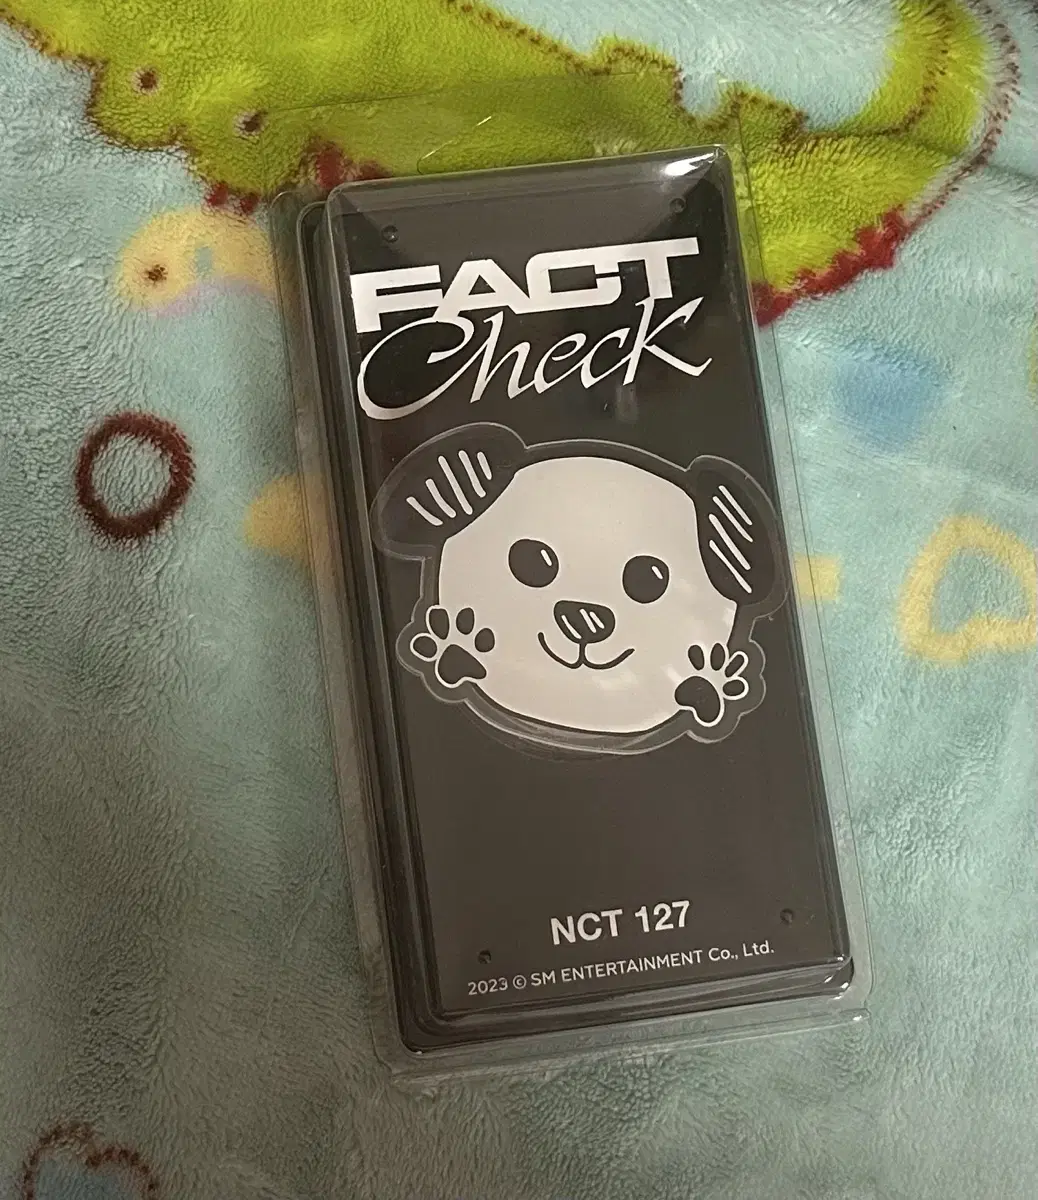 FACT
Check
NCT 127
2023 © SM ENTERTAINMENT Co., Ltd.